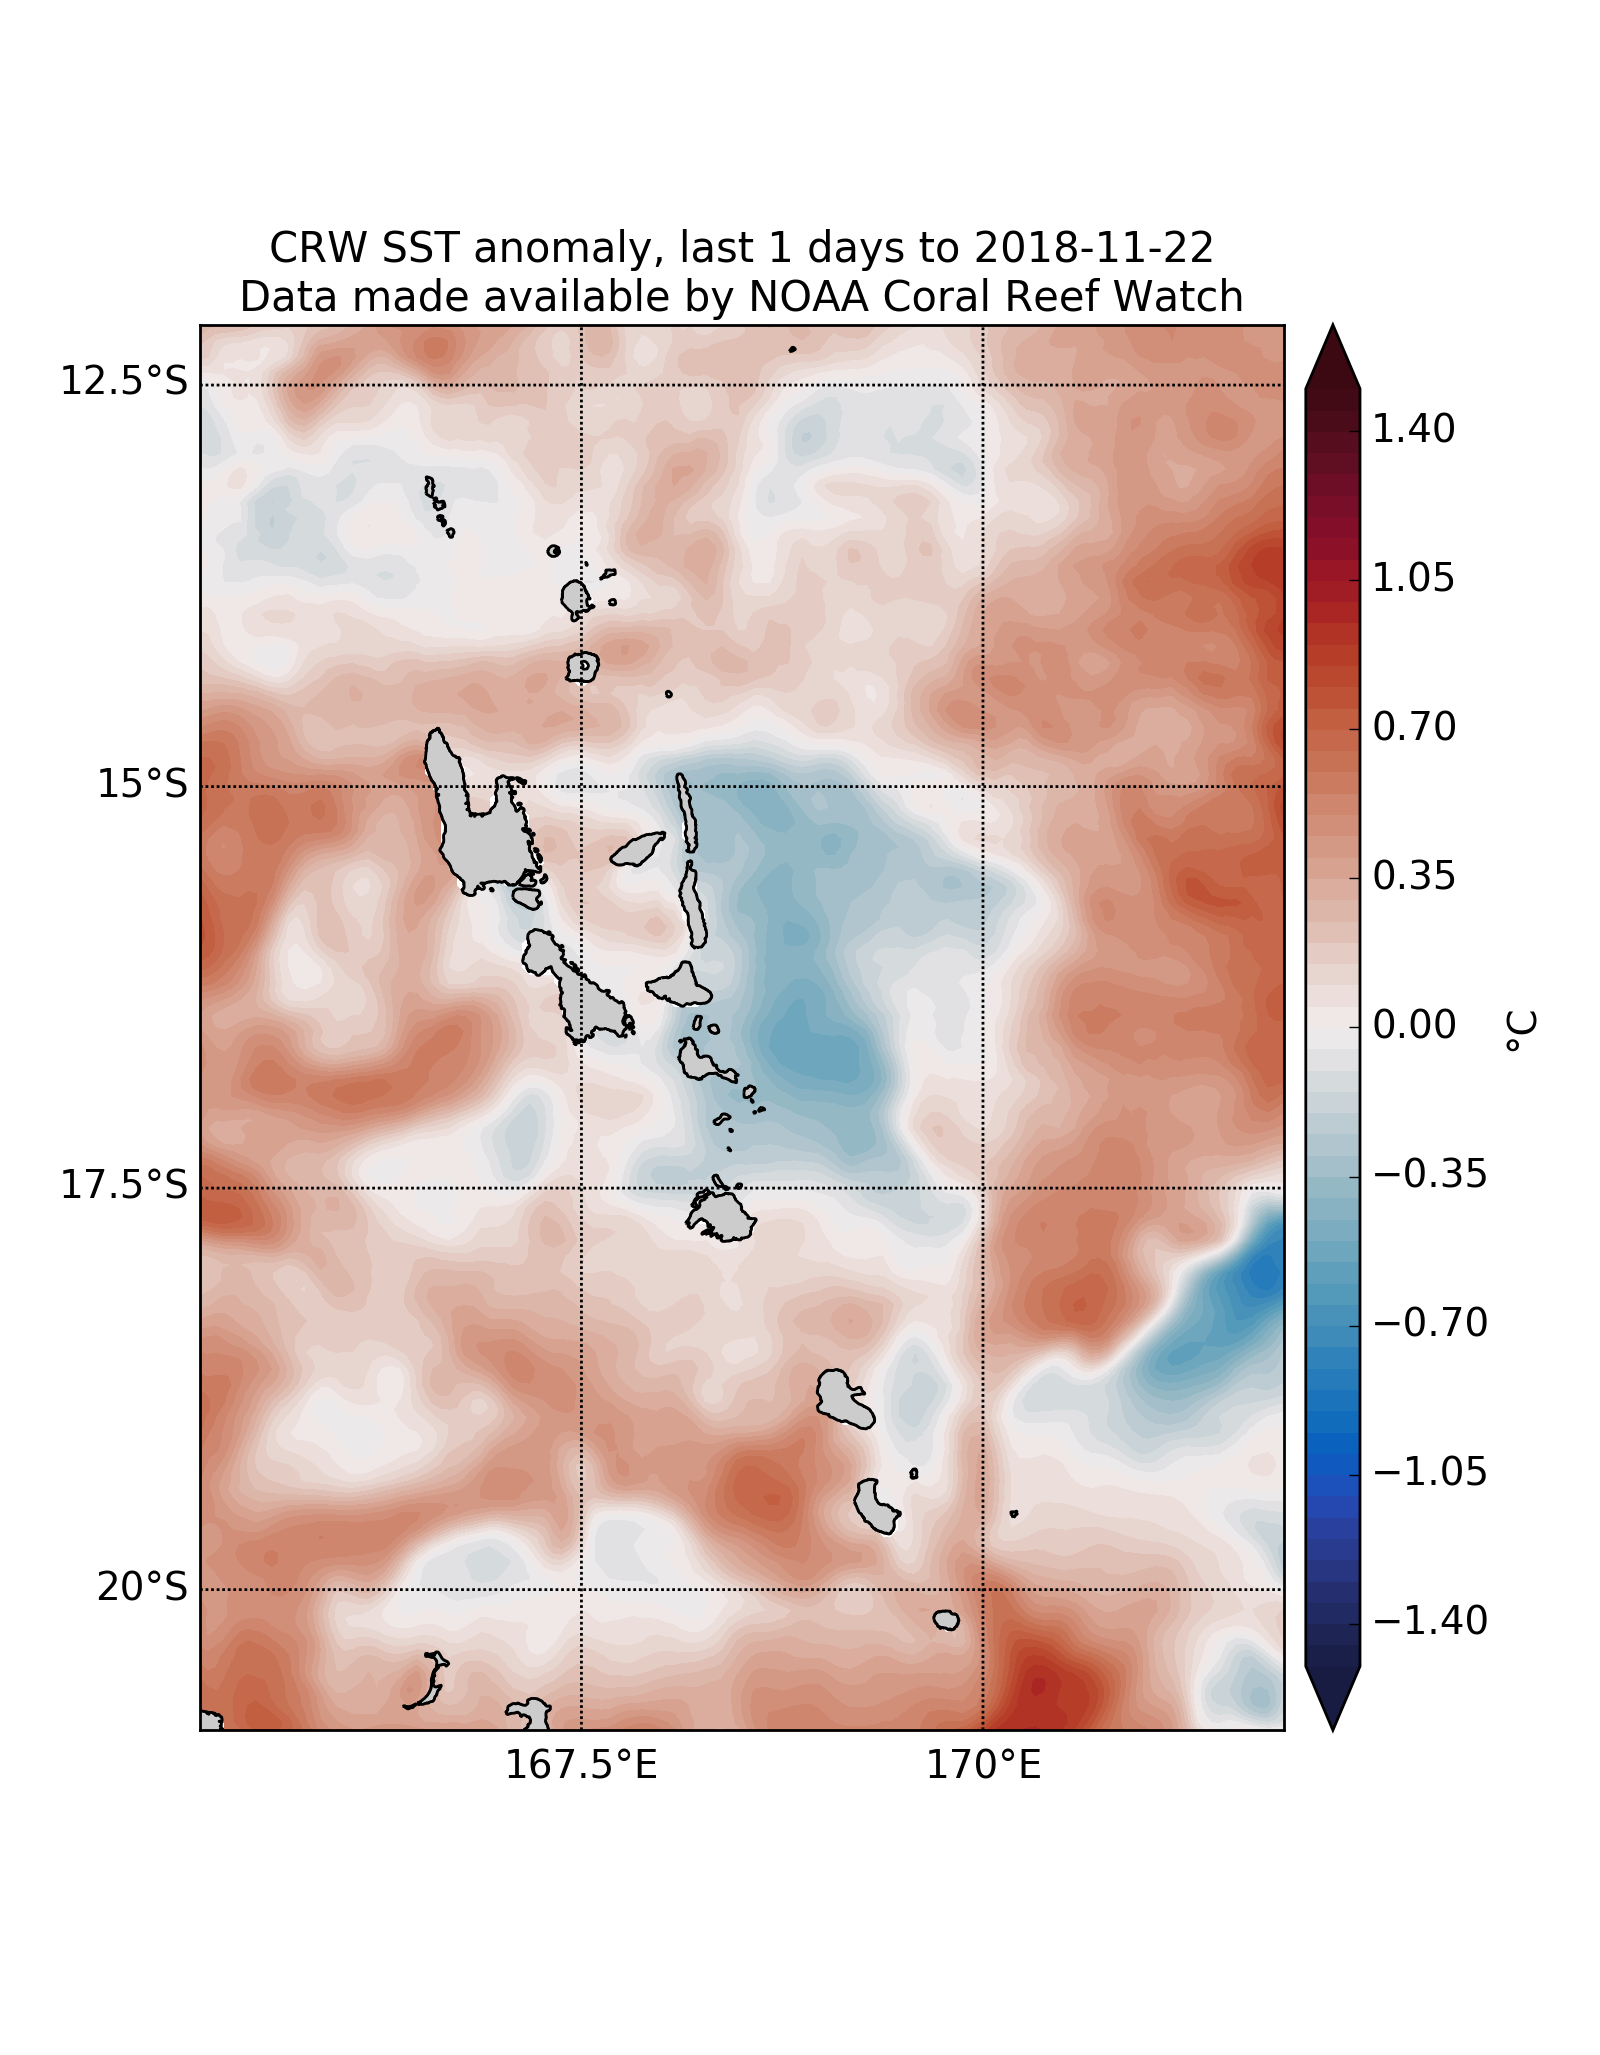 CRW SST anomaly, last 1 days to 2018-11-22
Data made available by NOAA Coral Reef Watch
12.5°S
15°S
17.5°S
20°S
167.5°E
170°E
1.40
1.05
0.70
0.35
0.00
−0.35
−0.70
−1.05
−1.40
°C